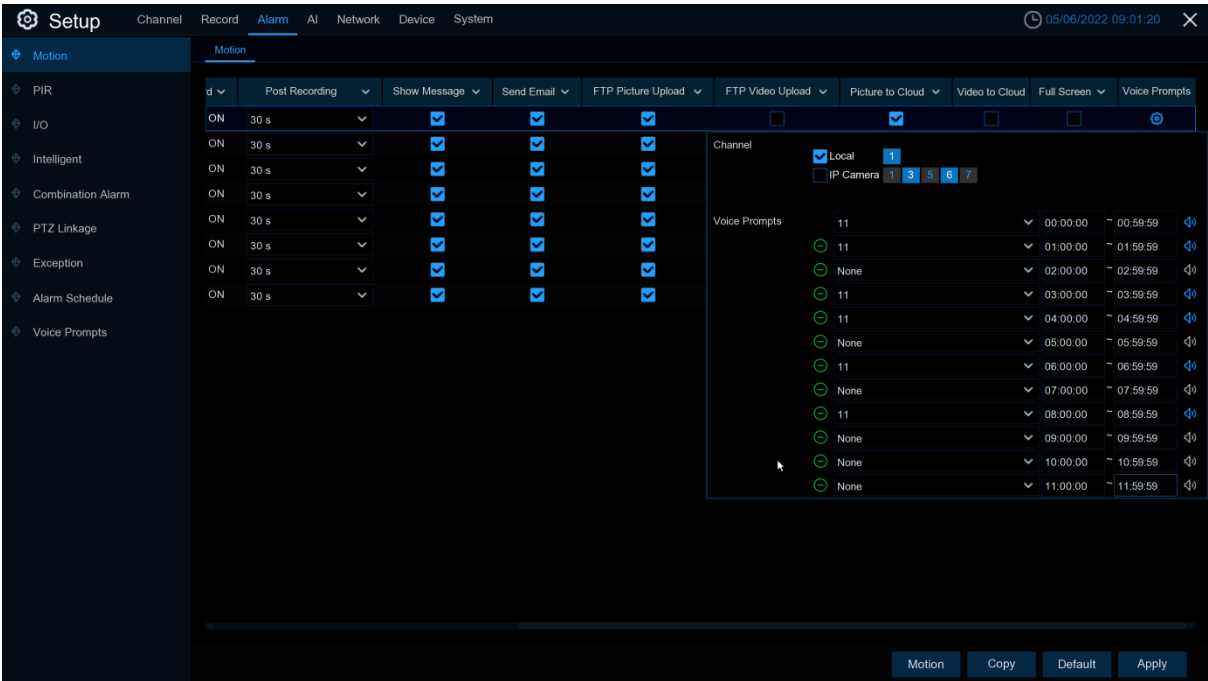 Setup Channel Record Alarm AI Network Device System 05/06/2022 09:01:20
Motion
Motion
PIR
I/O
Intelligent
Combination Alarm
PTZ Linkage
Exception
Alarm Schedule
Voice Prompts
rd Post Recording Show Message Send Email FTP Picture Upload FTP Video Upload Picture to Cloud Video to Cloud Full Screen Voice Prompts
ON 30 s
ON 30 s
ON 30 s
ON 30 s
ON 30 s
ON 30 s
ON 30 s
ON 30 s
Channel
Local 1
IP Camera 1 3 5 6 7
Voice Prompts 11 00:00:00 ~ 00:59:59
11 01:00:00 ~ 01:59:59
None 02:00:00 ~ 02:59:59
11 03:00:00 ~ 03:59:59
11 04:00:00 ~ 04:59:59
None 05:00:00 ~ 05:59:59
11 06:00:00 ~ 06:59:59
None 07:00:00 ~ 07:59:59
11 08:00:00 ~ 08:59:59
None 09:00:00 ~ 09:59:59
None 10:00:00 ~ 10:59:59
None 11:00:00 ~ 11:59:59
Motion Copy Default Apply